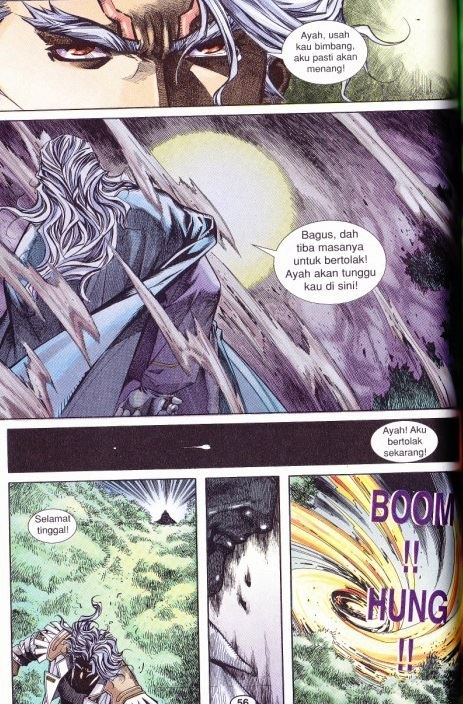 Ayah, usah
kau bimbang,
aku pasti akan
menang!
Bagus, dah
tiba masanya
untuk bertolak!
Ayah akan tunggu
kau di sini!
Ayah! Aku
bertolak
sekarang!
Selamat
tinggal!
BOOM
!!
HUNG
!!
56